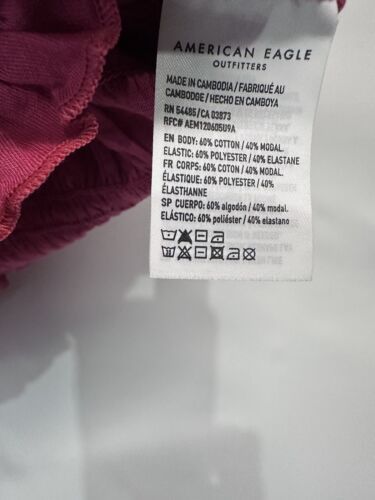 AMERICAN EAGLE
OUTFITTERS
MADE IN CAMBODIA / FABRIQUÉ AU
CAMBODGE / HECHO EN CAMBOYA
RN 54485/CA 03873
RFC# AEM120605U9A
EN BODY: 60% COTTON / 40% MODAL.
ELASTIC: 60% POLYESTER / 40% ELASTANE
FR CORPS: 60% COTON / 40% MODAL.
ÉLASTIQUE: 60% POLYESTER / 40%
ÉLASTHANNE
SP CUERPO: 60% algodón / 40% modal.
ELÁSTICO: 60% poliéster / 40% elastano